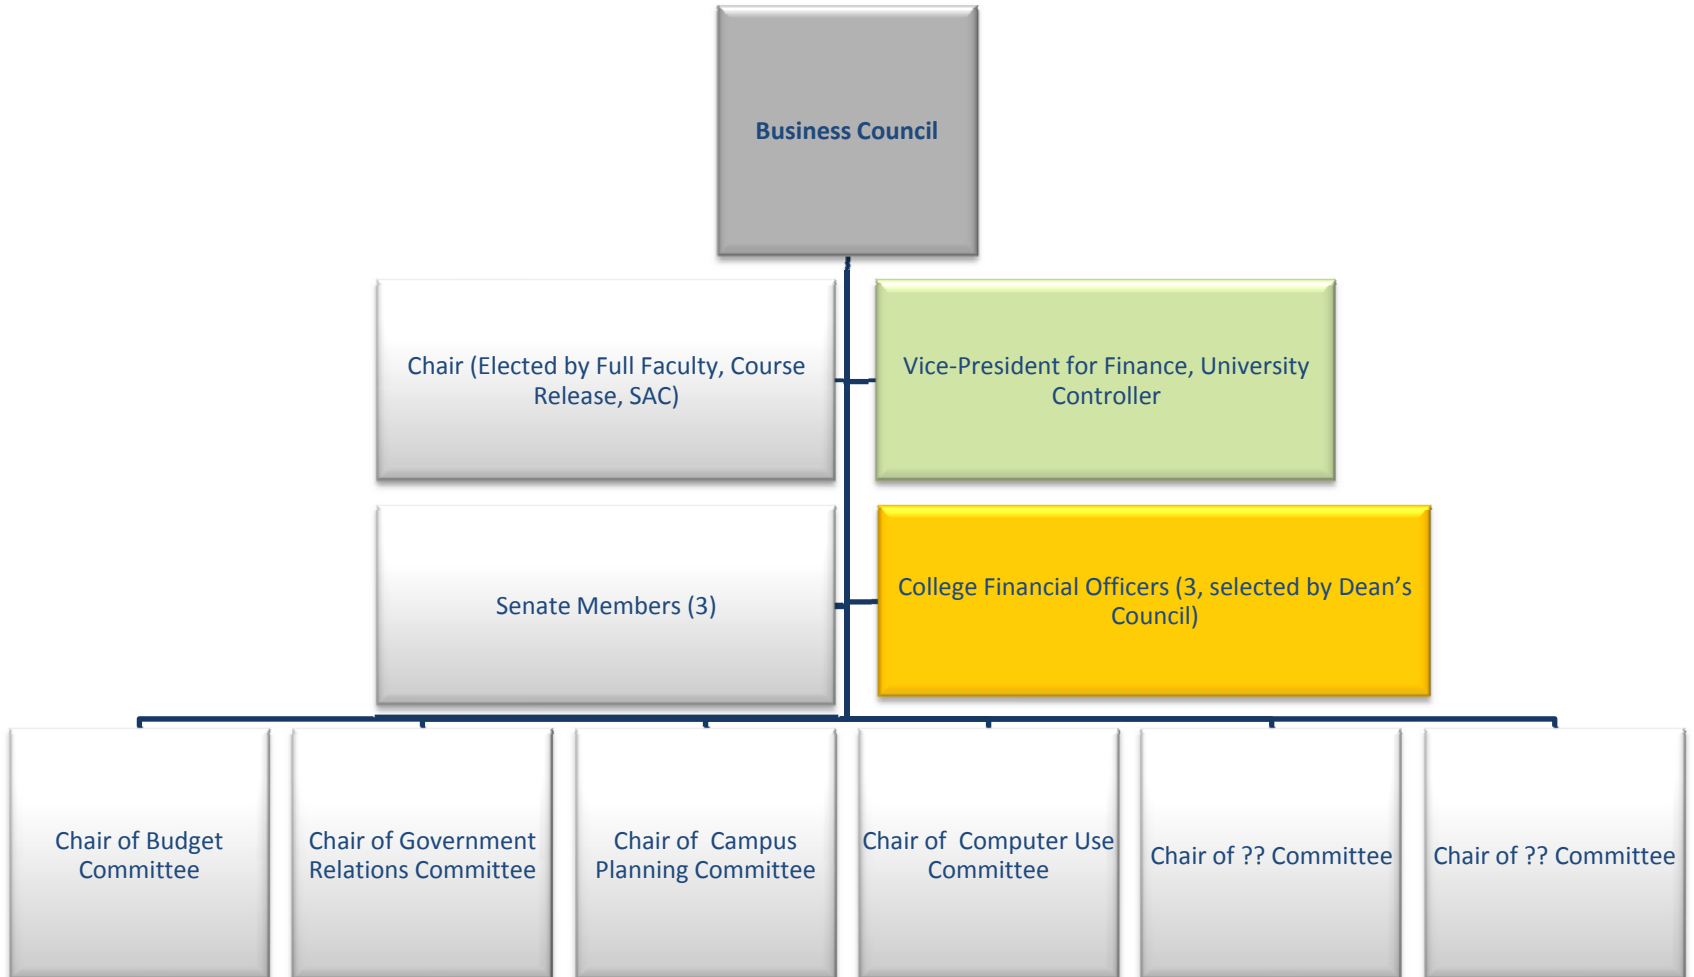 Business Council
Chair (Elected by Full Faculty, Course
Release, SAC)
Vice-President for Finance, University
Controller
Senate Members (3)
College Financial Officers (3, selected by Dean’s
Council)
Chair of Budget
Committee
Chair of Government
Relations Committee
Chair of  Campus
Planning Committee
Chair of  Computer Use
Committee
Chair of ?? Committee
Chair of ?? Committee